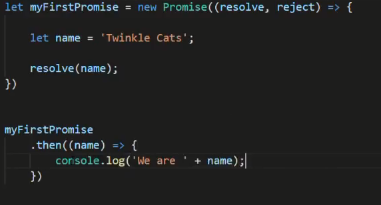 let myFirstPromise = new Promise((resolve, reject) => {
let name = 'Twinkle Cats';
resolve(name);
})
myFirstPromise
.then((name) => {
console.log('We are ' + name);
})